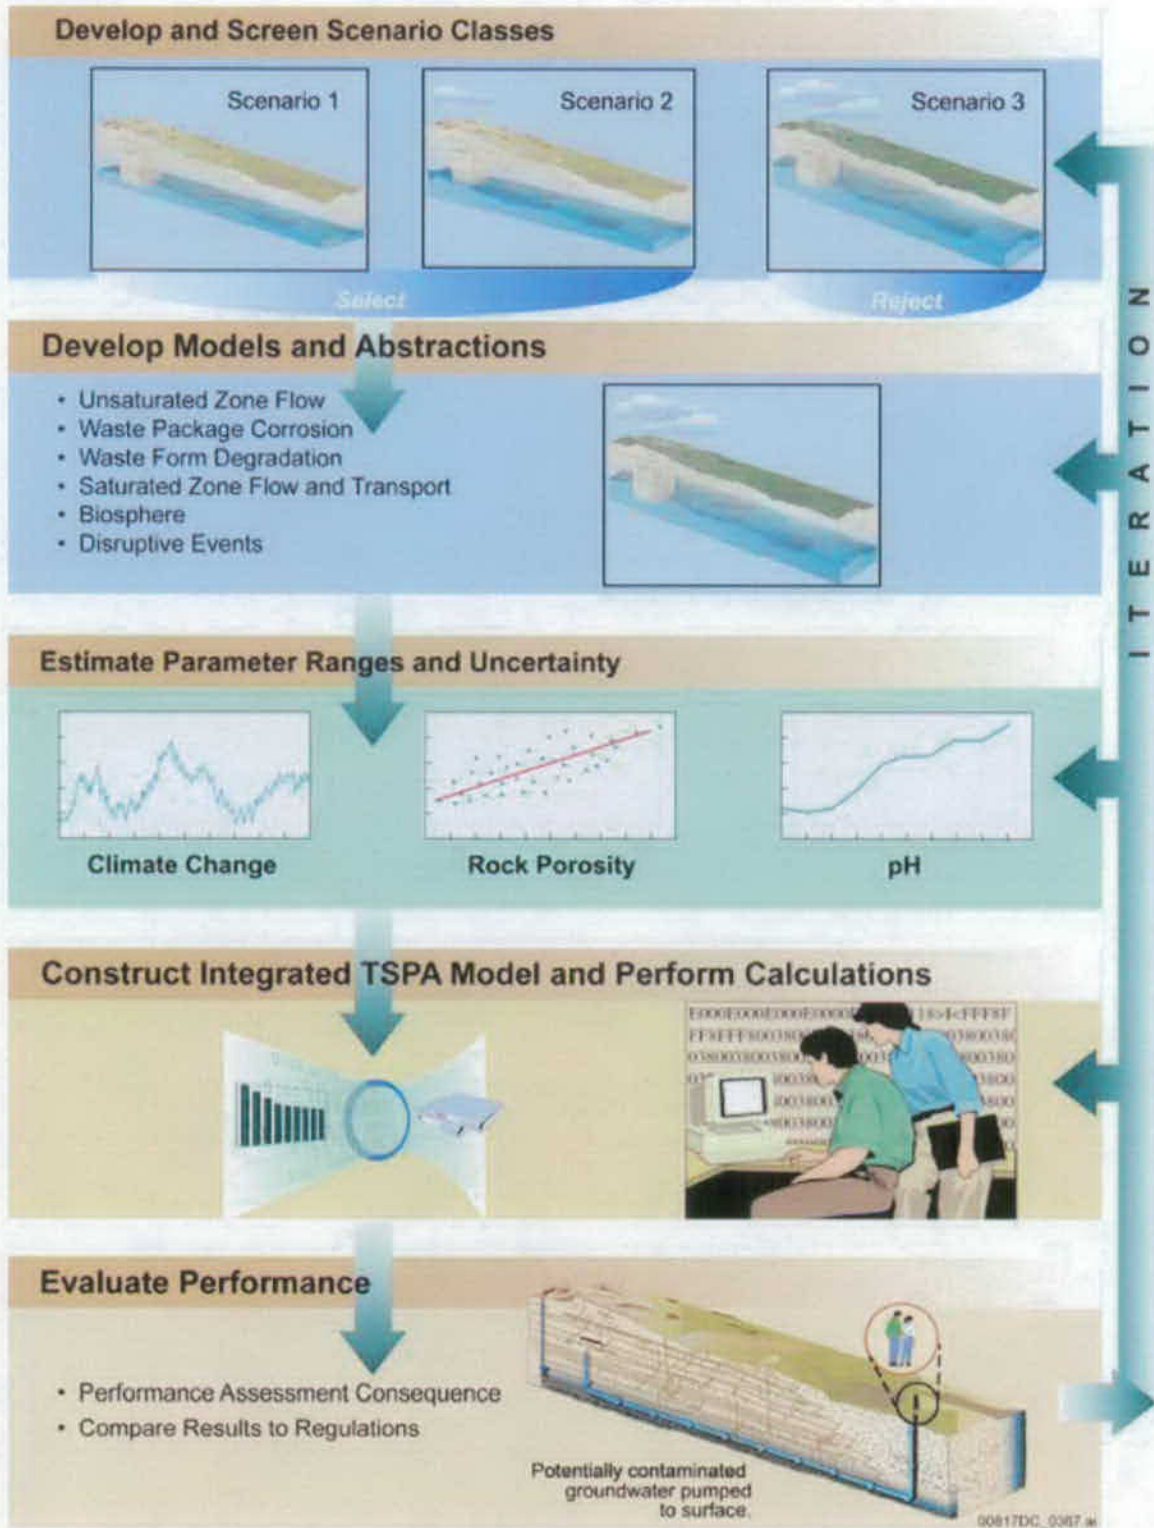 Develop and Screen Scenario Classes
Scenario 1
Scenario 2
Scenario 3
Select
Reject
Develop Models and Abstractions
• Unsaturated Zone Flow
• Waste Package Corrosion
• Waste Form Degradation
• Saturated Zone Flow and Transport
• Biosphere
• Disruptive Events
Estimate Parameter Ranges and Uncertainty
Climate Change
Rock Porosity
pH
Construct Integrated TSPA Model and Perform Calculations
Evaluate Performance
• Performance Assessment Consequence
• Compare Results to Regulations
Potentially contaminated
groundwater pumped
to surface.
00817DC_0367.ai
ITERATION